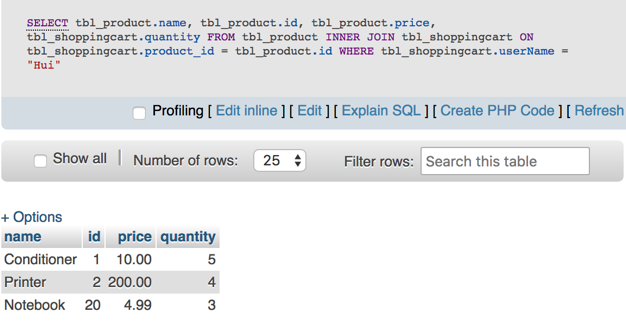 SELECT tbl_product.name, tbl_product.id, tbl_product.price,
tbl_shoppingcart.quantity FROM tbl_product INNER JOIN tbl_shoppingcart ON
tbl_shoppingcart.product_id = tbl_product.id WHERE tbl_shoppingcart.userName =
"Hui"
Profiling [ Edit inline ] [ Edit ] [ Explain SQL ] [ Create PHP Code ] [ Refresh
Show all | Number of rows: 25 Filter rows: Search this table
+ Options
name id price quantity
Conditioner 1 10.00 5
Printer 2 200.00 4
Notebook 20 4.99 3